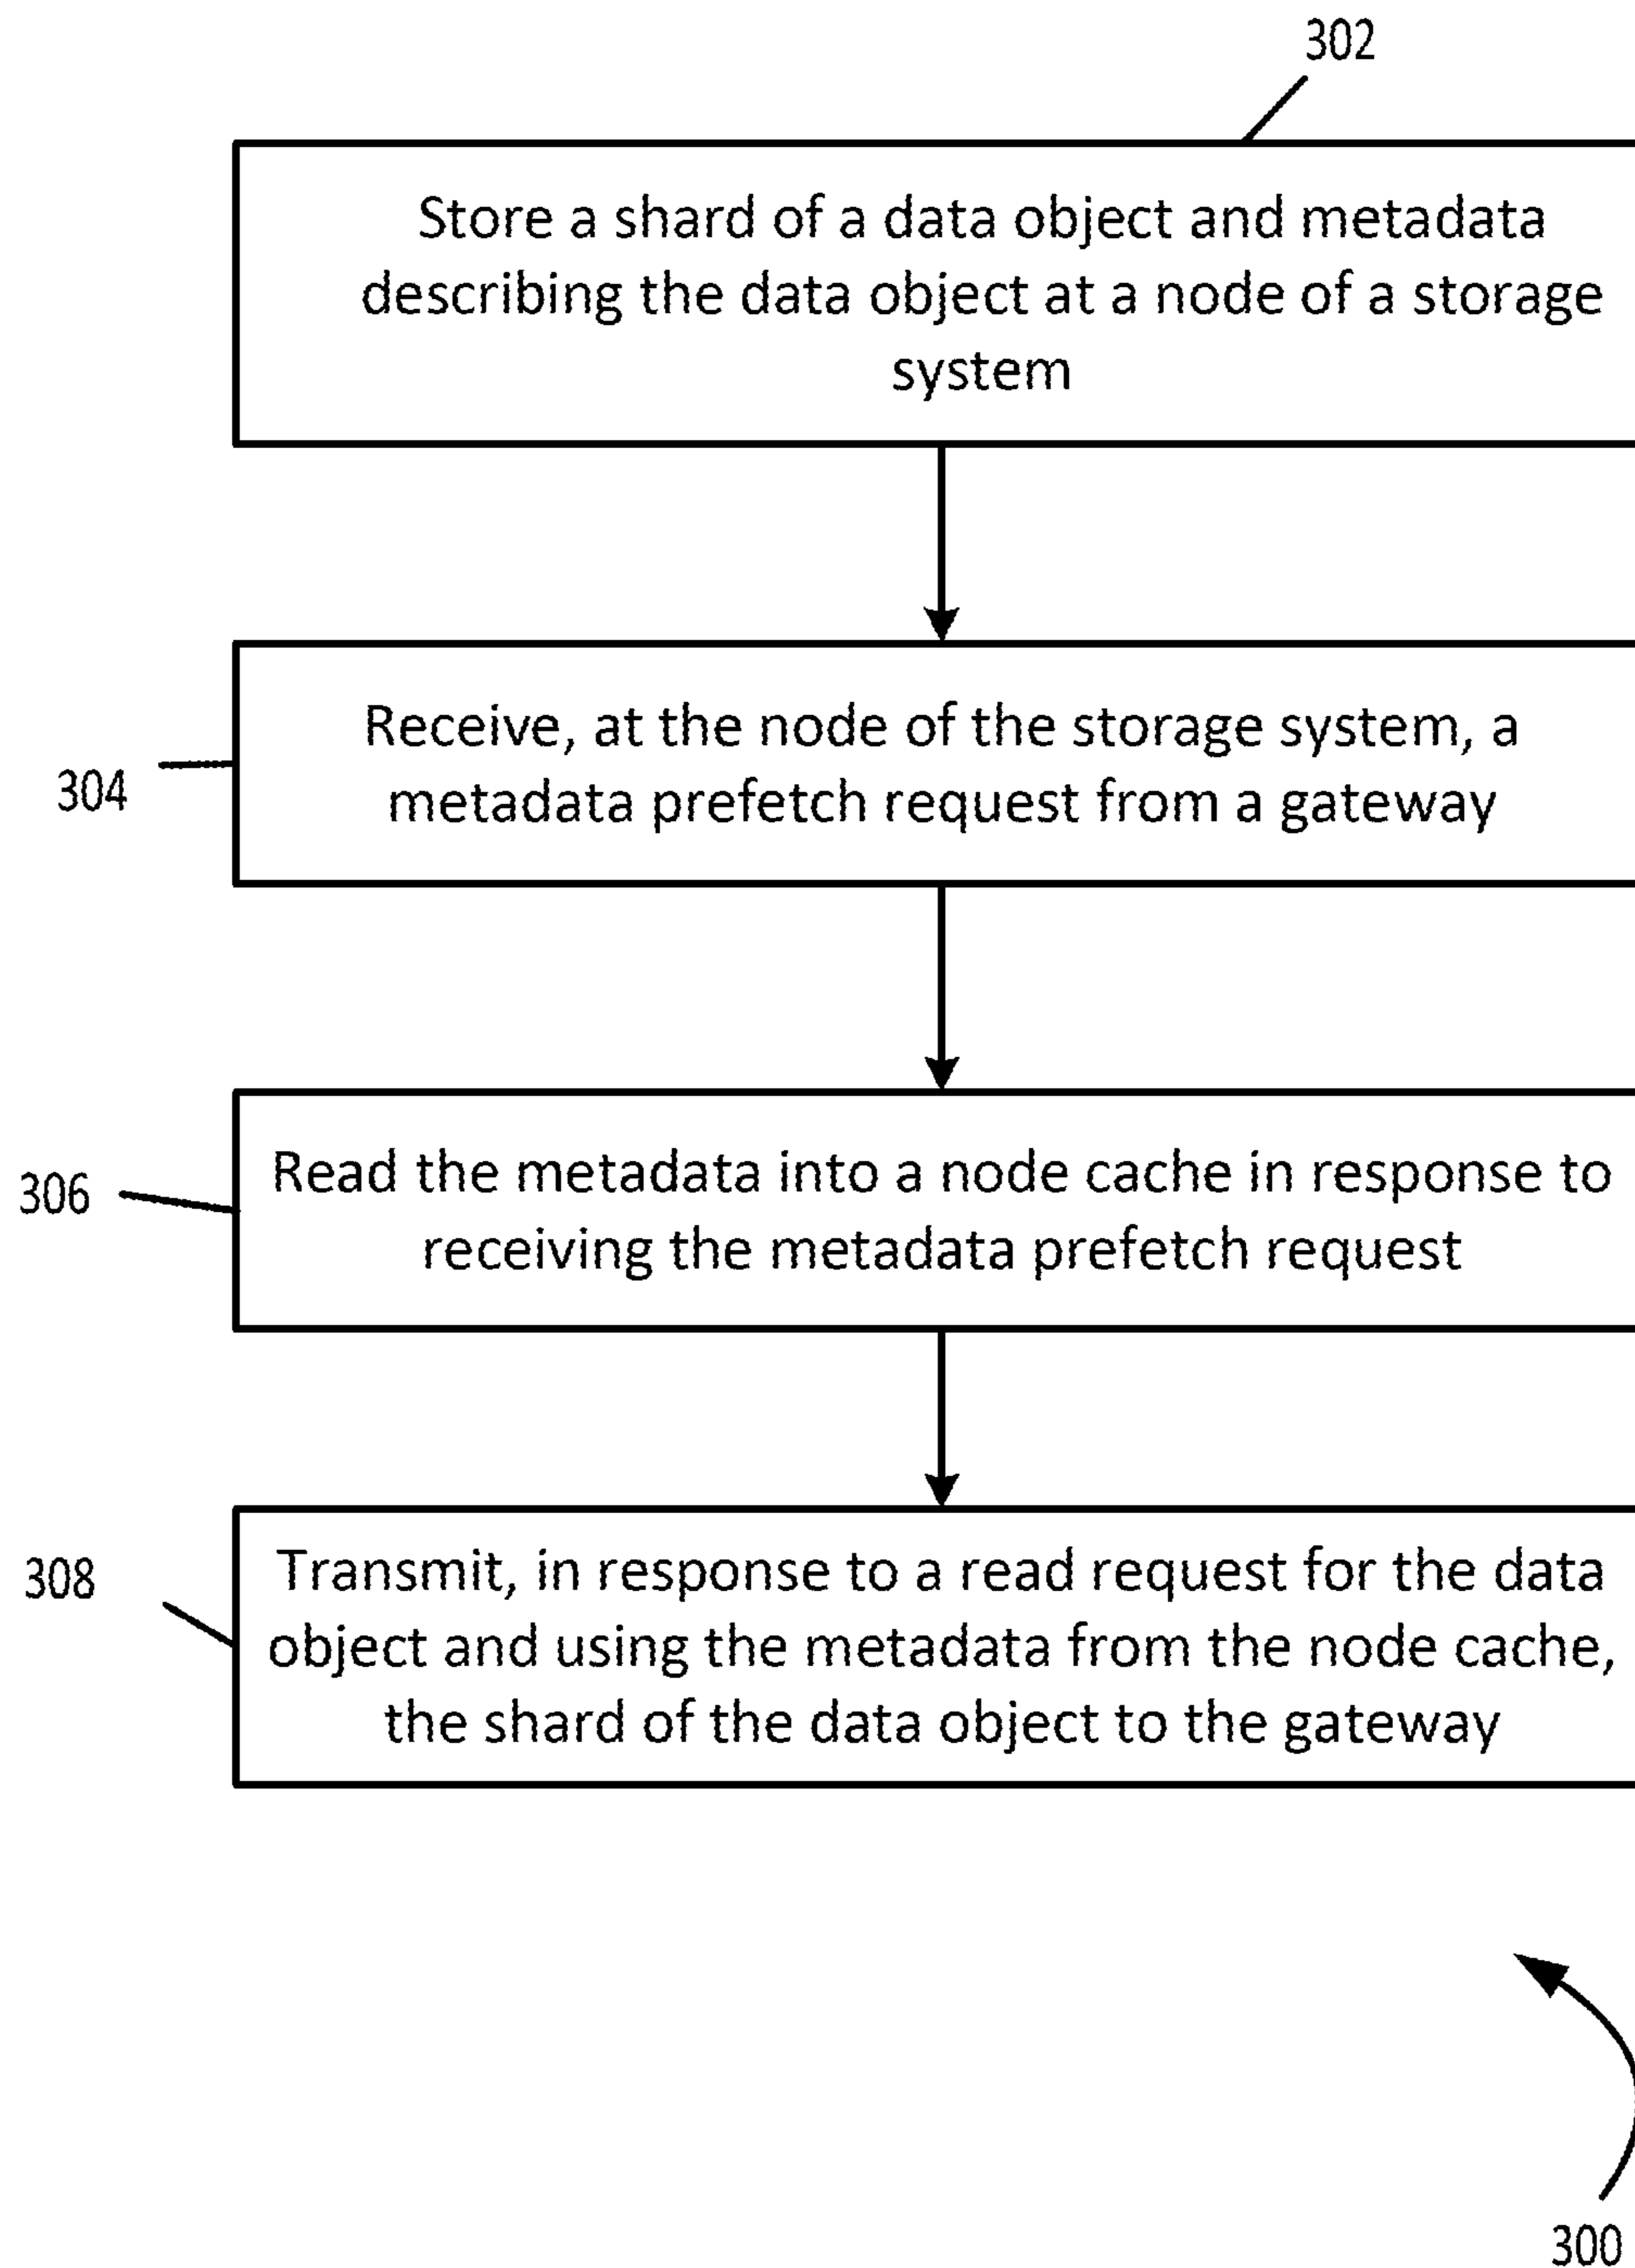 302
Store a shard of a data object and metadata
describing the data object at a node of a storage
system
Receive, at the node of the storage system, a
metadata prefetch request from a gateway
304
Read the metadata into a node cache in response to
receiving the metadata prefetch request
306
Transmit, in response to a read request for the data
object and using the metadata from the node cache,
the shard of the data object to the gateway
308
300